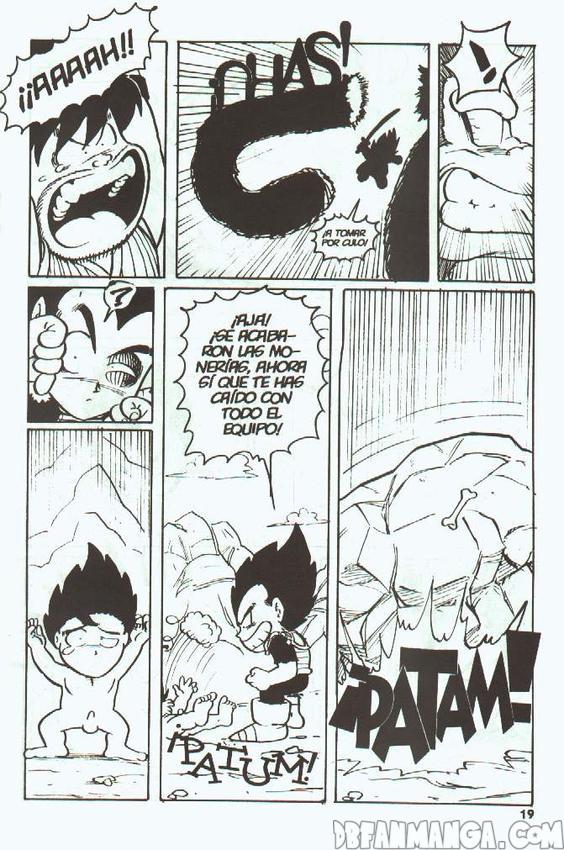 ¡¡AAAAH!!
¡CHAS!
¡A TOMAR
POR CULO!
!
?
¡AJA!
¡SE ACABA-
RON LAS MO-
NERÍAS, AHORA
SÍ QUE TE HAS
CAÍDO CON
TODO EL
EQUIPO!
¡PATUM!
¡PATAM!
19
DBFANMANGA.COM